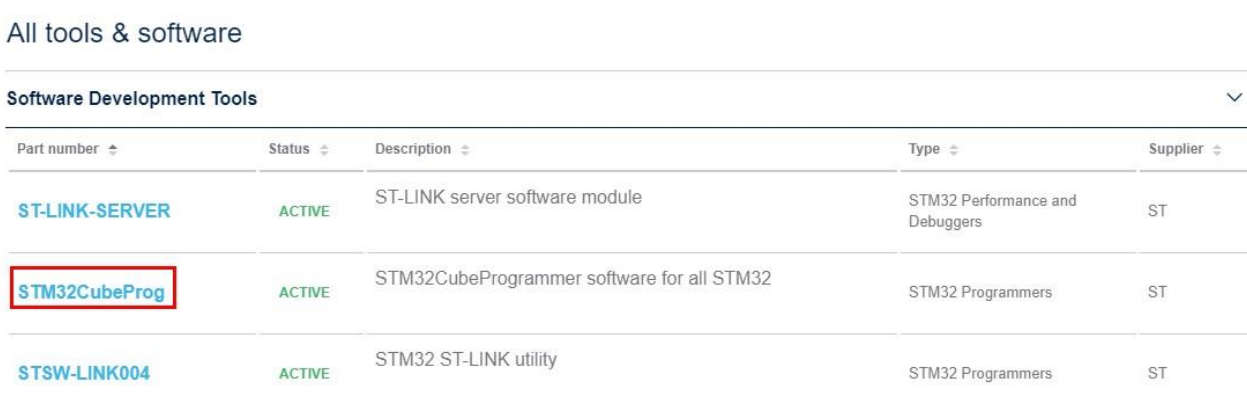 All tools & software
Software Development Tools
Part number Status Description Type Supplier
ST-LINK-SERVER ACTIVE ST-LINK server software module STM32 Performance and Debuggers ST
STM32CubeProg ACTIVE STM32CubeProgrammer software for all STM32 STM32 Programmers ST
STSW-LINK004 ACTIVE STM32 ST-LINK utility STM32 Programmers ST